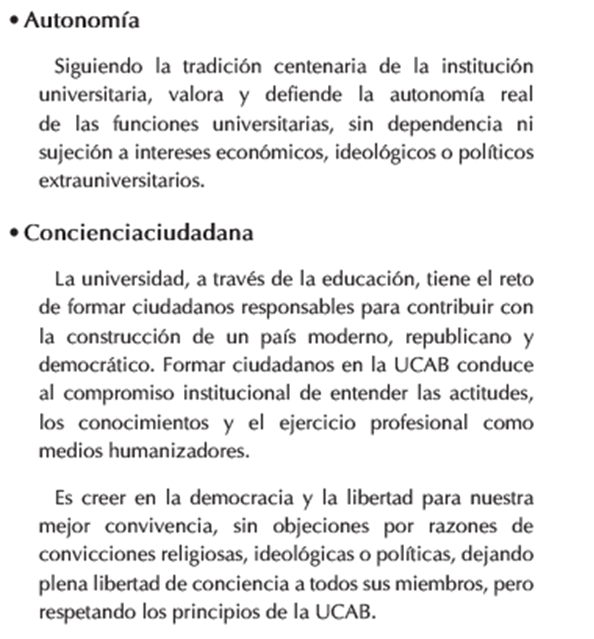 • Autonomía
Siguiendo la tradición centenaria de la institución
universitaria, valora y defiende la autonomía real
de las funciones universitarias, sin dependencia ni
sujeción a intereses económicos, ideológicos o políticos
extrauniversitarios.
• Concienciaciudadana
La universidad, a través de la educación, tiene el reto
de formar ciudadanos responsables para contribuir con
la construcción de un país moderno, republicano y
democrático. Formar ciudadanos en la UCAB conduce
al compromiso institucional de entender las actitudes,
los conocimientos y el ejercicio profesional como
medios humanizadores.
Es creer en la democracia y la libertad para nuestra
mejor convivencia, sin objeciones por razones de
convicciones religiosas, ideológicas o políticas, dejando
plena libertad de conciencia a todos sus miembros, pero
respetando los principios de la UCAB.